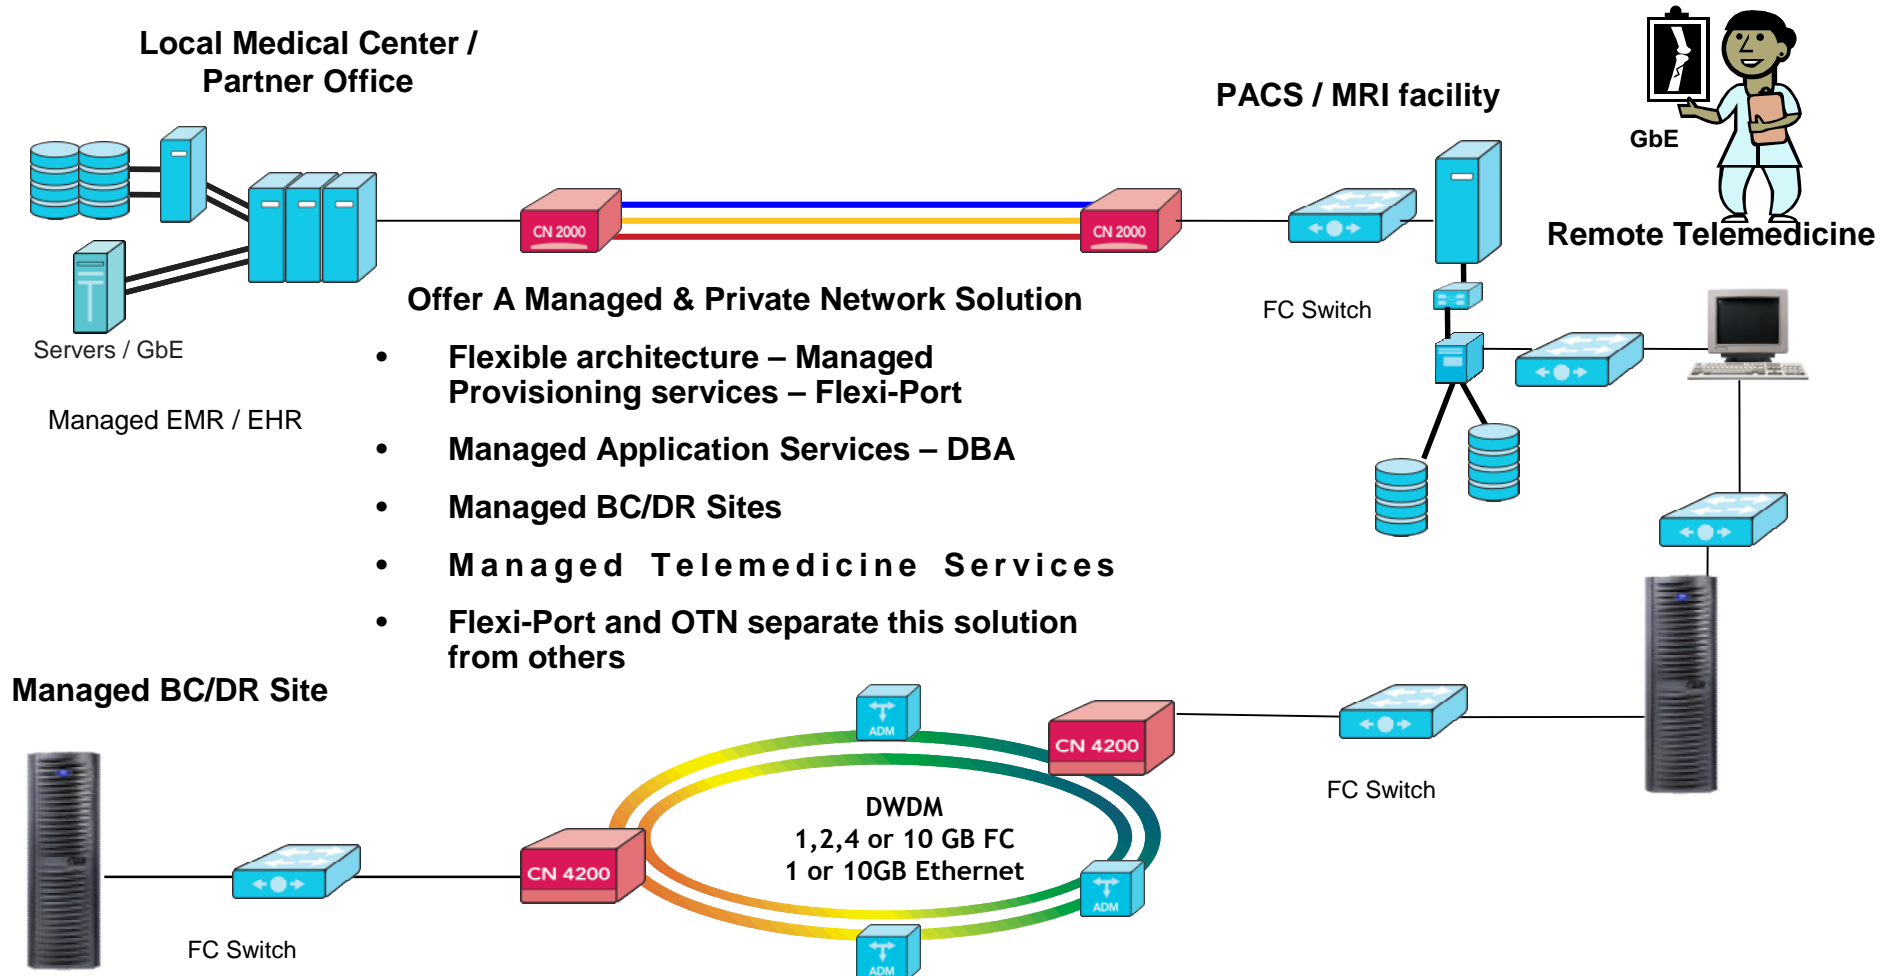 Local Medical Center /
Partner Office
PACS / MRI facility
GbE
Remote Telemedicine
CN 2000
CN 2000
Offer A Managed & Private Network Solution
FC Switch
Servers / GbE
Managed EMR / EHR
• Flexible architecture – Managed
Provisioning services – Flexi-Port
• Managed Application Services – DBA
• Managed BC/DR Sites
• Managed Telemedicine Services
• Flexi-Port and OTN separate this solution
from others
Managed BC/DR Site
ADM
CN 4200
FC Switch
DWDM
1,2,4 or 10 GB FC
1 or 10GB Ethernet
CN 4200
ADM
FC Switch
ADM